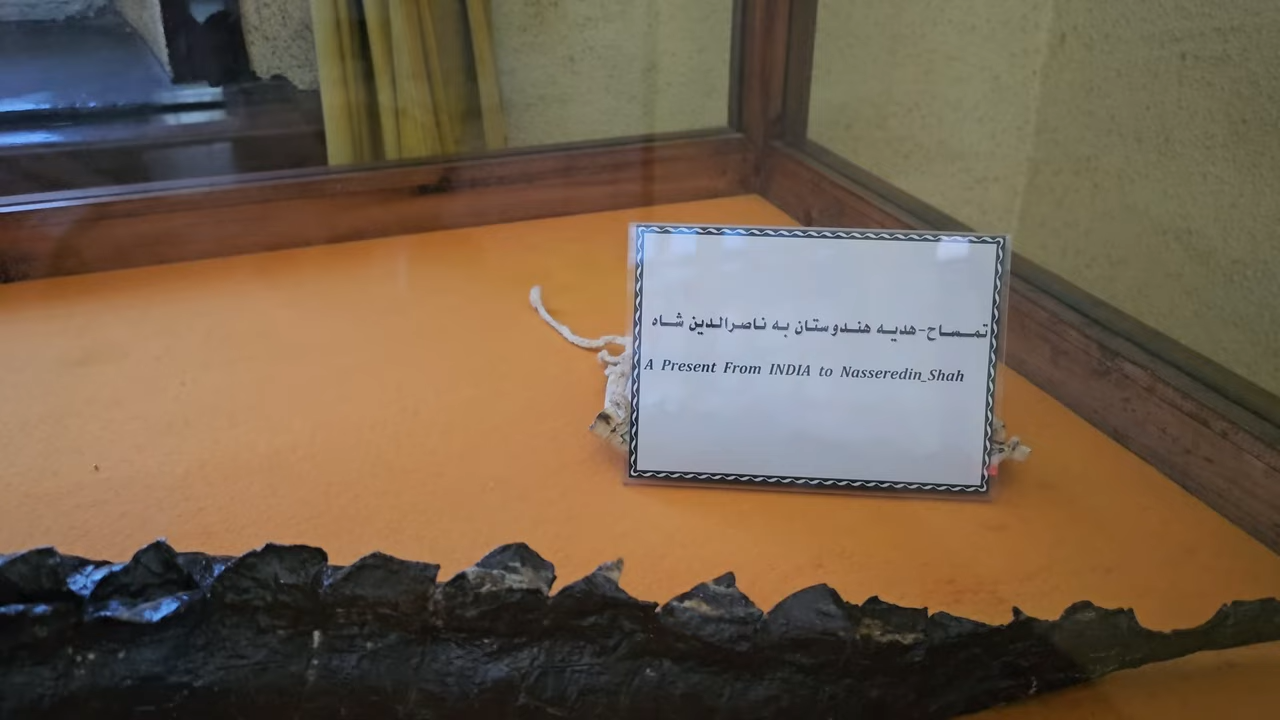 تمساح-هدیه هندوستان به ناصرالدین شاه
A Present From INDIA to Nasseredin_Shah